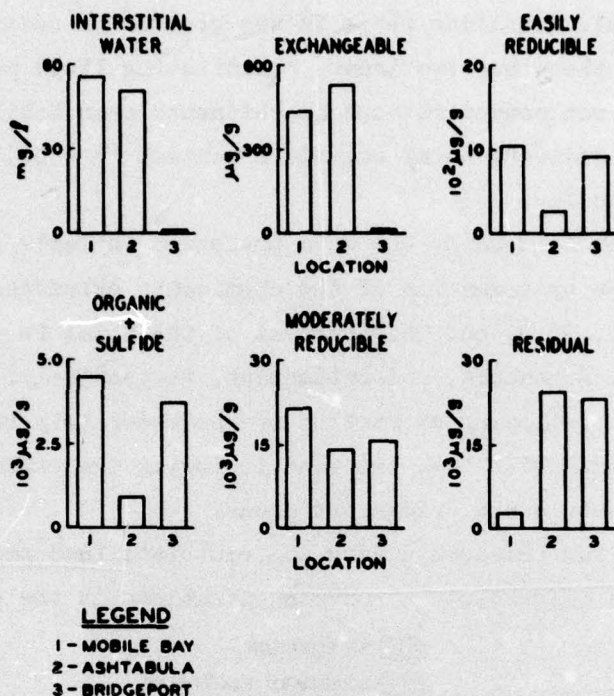 INTERSTITIAL
WATER
60
30
0
mg/ℓ
1 2 3
EXCHANGEABLE
600
300
0
μg/g
1 2 3
LOCATION
EASILY
REDUCIBLE
20
10
0
10²μg/g
1 2 3
ORGANIC
+
SULFIDE
5.0
2.5
0
10³μg/g
1 2 3
MODERATELY
REDUCIBLE
30
15
0
10³μg/g
1 2 3
LOCATION
RESIDUAL
30
15
0
10³μg/g
1 2 3
LEGEND
1 - MOBILE BAY
2 - ASHTABULA
3 - BRIDGEPORT